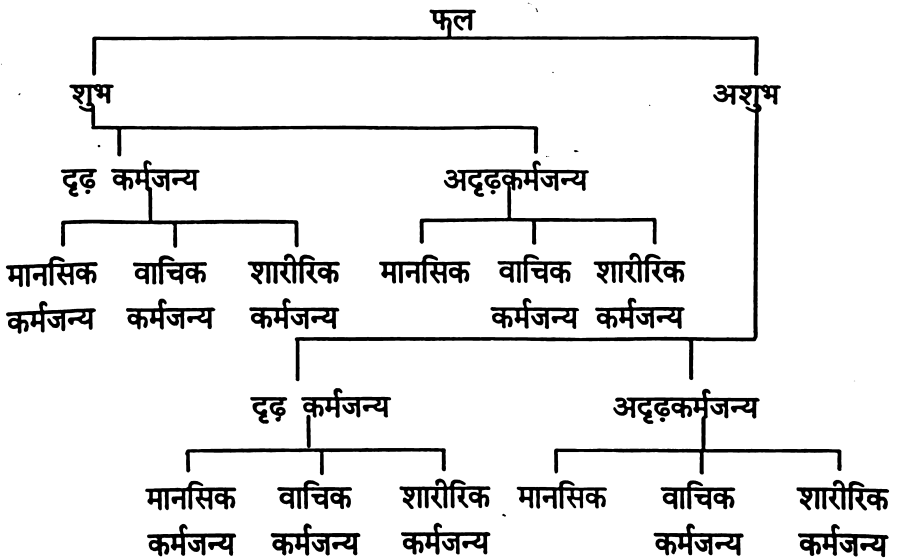 फल
शुभ अशुभ
दृढ़ कर्मजन्य अदृढ़कर्मजन्य
मानसिक वाचिक शारीरिक मानसिक वाचिक शारीरिक
कर्मजन्य कर्मजन्य कर्मजन्य कर्मजन्य कर्मजन्य
दृढ़ कर्मजन्य अदृढ़कर्मजन्य
मानसिक वाचिक शारीरिक मानसिक वाचिक शारीरिक
कर्मजन्य कर्मजन्य कर्मजन्य कर्मजन्य कर्मजन्य